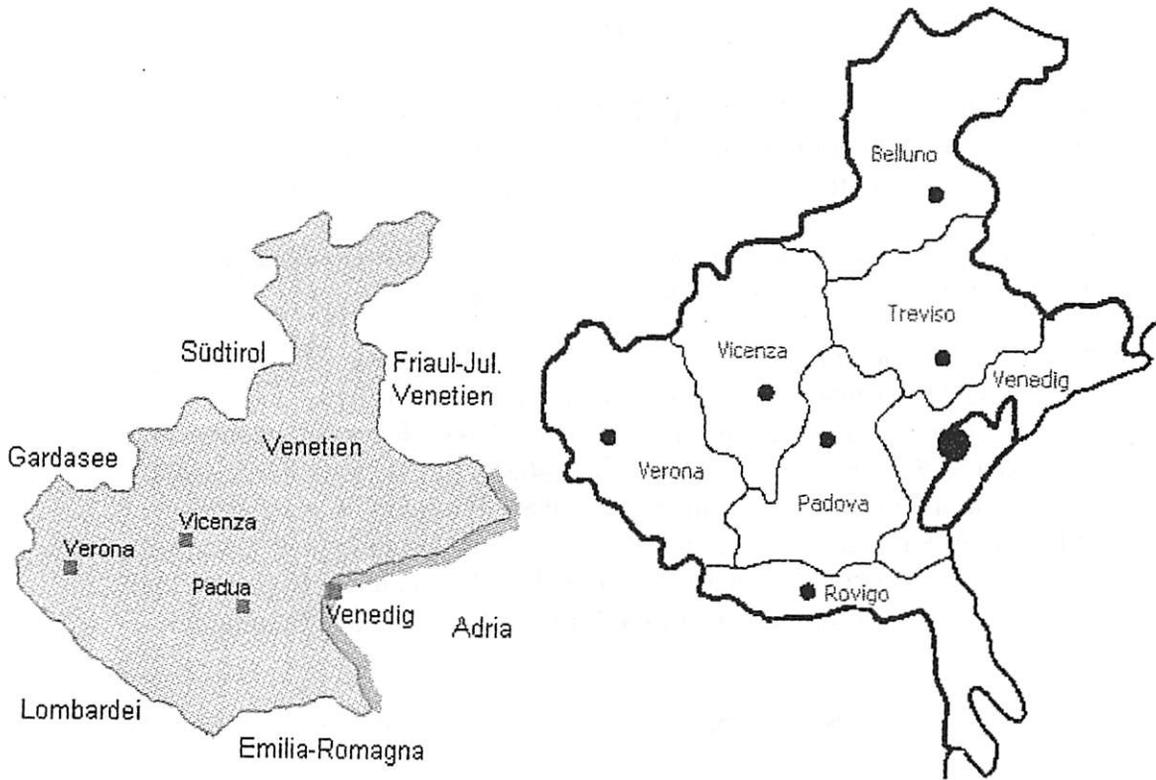 Südtirol
Friaul-Jul.
Venetien
Venetien
Gardasee
Vicenza
Verona
Padua
Venedig
Adria
Lombardei
Emilia-Romagna
Belluno
Treviso
Vicenza
Venedig
Verona
Padova
Rovigo